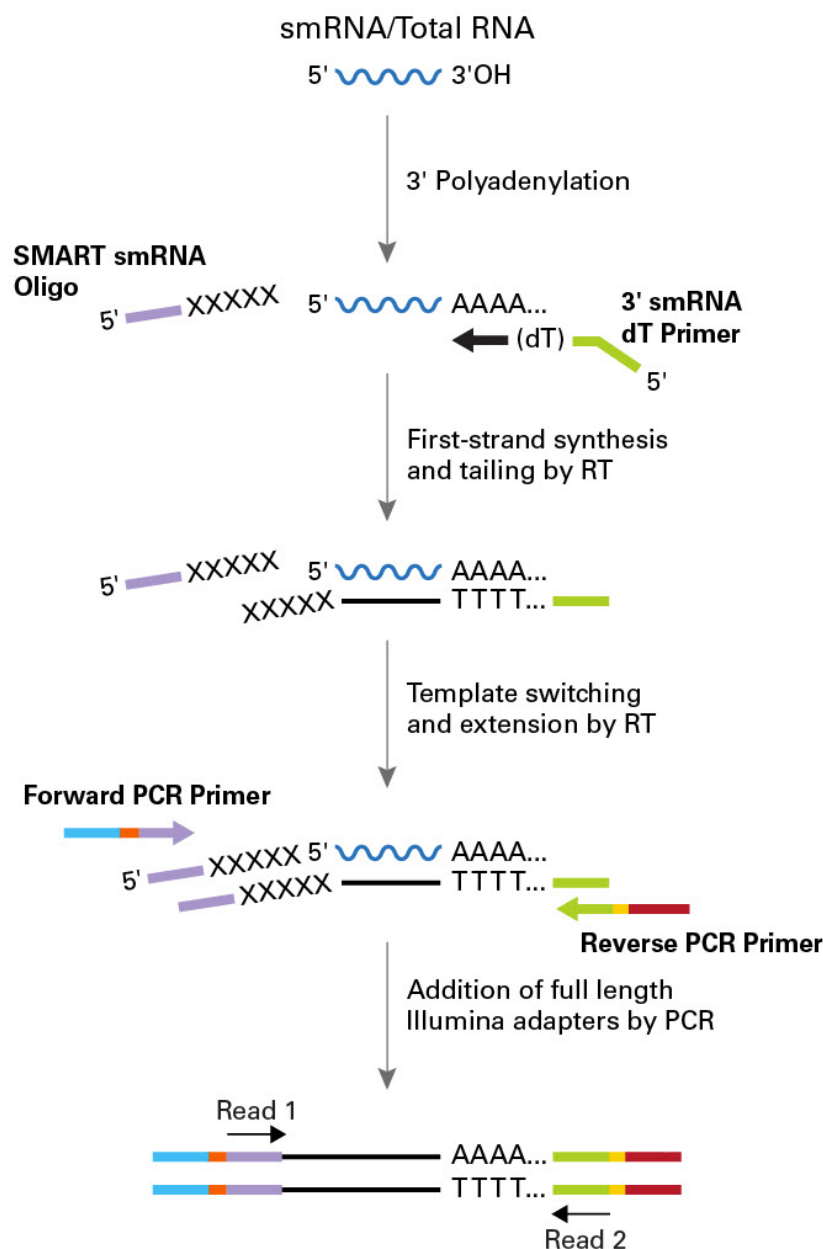 smRNA/Total RNA
5' 3'OH
3' Polyadenylation
SMART smRNA
Oligo
5' XXXXX
5' AAAA...
(dT)
3' smRNA
dT Primer
5'
First-strand synthesis
and tailing by RT
5' XXXXX
5' AAAA...
XXXXX TTTT...
Template switching
and extension by RT
Forward PCR Primer
5' XXXXX 5' AAAA...
XXXXX TTTT...
Reverse PCR Primer
Addition of full length
Illumina adapters by PCR
Read 1
AAAA...
TTTT...
Read 2